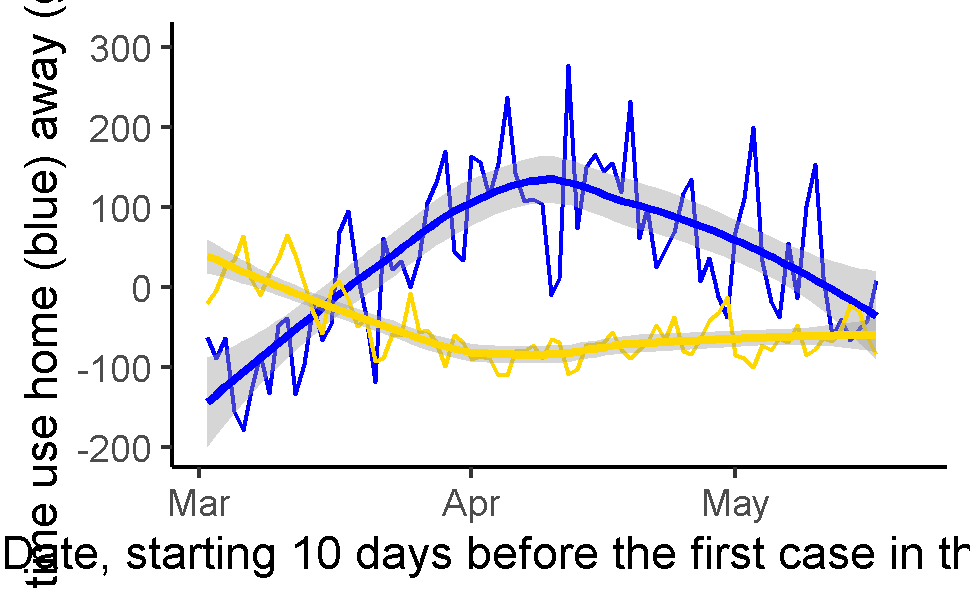 time use home (blue) away (
300
200
100
0
-100
-200
Mar Apr May
Date, starting 10 days before the first case in th